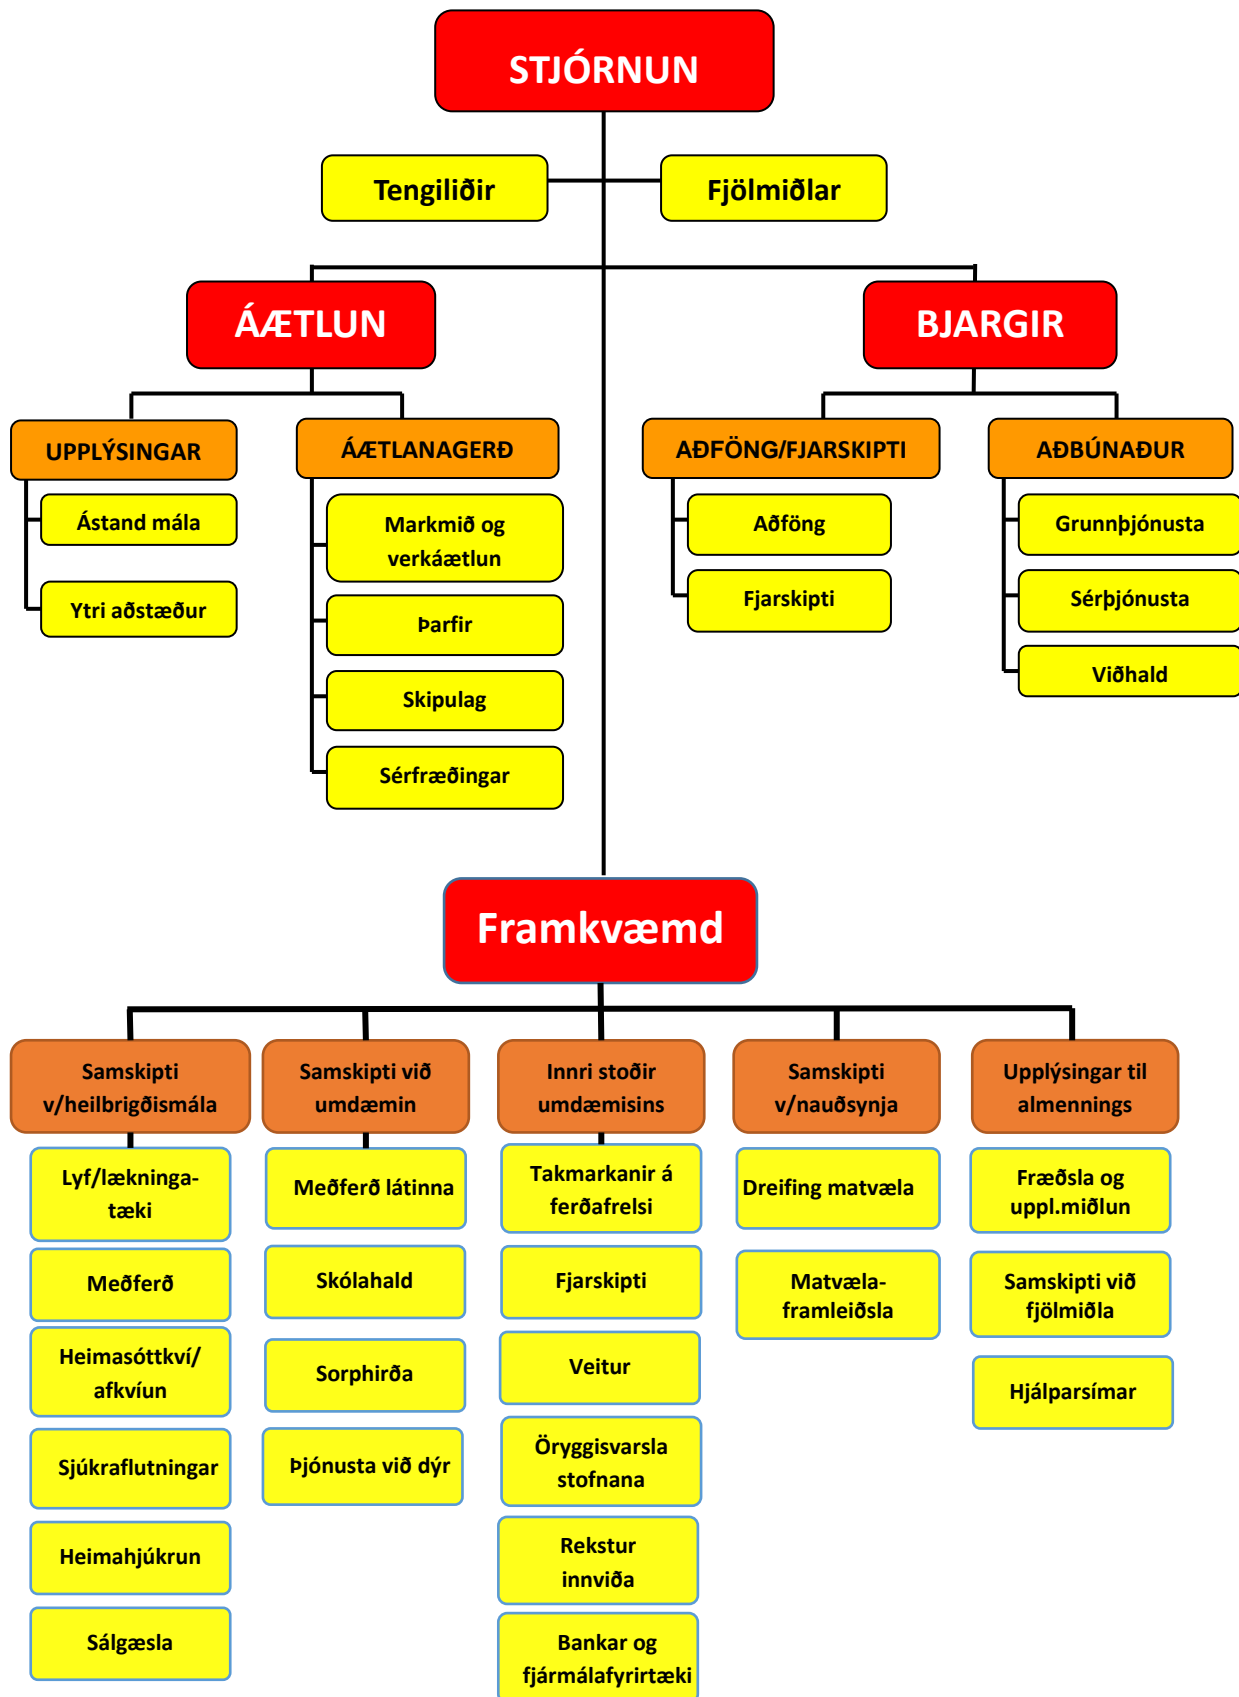 STJÓRNUN
Tengiliðir
Fjölmiðlar
ÁÆTLUN
BJARGIR
UPPLÝSINGAR
Ástand mála
Ytri aðstæður
ÁÆTLANAGERÐ
Markmið og
verkáætlun
Þarfir
Skipulag
Sérfræðingar
AÐFÖNG/FJARSKIPTI
Aðföng
Fjarskipti
AÐBÚNAÐUR
Grunnþjónusta
Sérþjónusta
Viðhald
Framkvæmd
Samskipti
v/heilbrigðismála
Lyf/lækninga-
tæki
Meðferð
Heimasóttkví/
afkvíun
Sjúkraflutningar
Heimahjúkrun
Sálgæsla
Samskipti við
umdæmin
Meðferð látinna
Skólahald
Sorphirða
Þjónusta við dýr
Innri stoðir
umdæmisins
Takmarkanir á
ferðafrelsi
Fjarskipti
Veitur
Öryggisvarsla
stofnana
Rekstur
innviða
Bankar og
fjármálafyrirtæki
Samskipti
v/nauðsynja
Dreifing matvæla
Matvæla-
framleiðsla
Upplýsingar til
almennings
Fræðsla og
uppl.miðlun
Samskipti við
fjölmiðla
Hjálparsímar